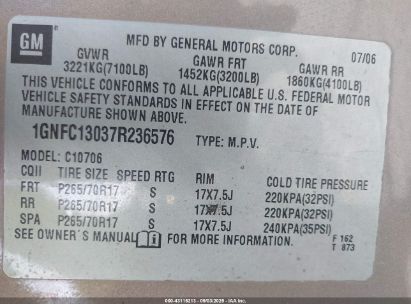 GM
MFD BY GENERAL MOTORS CORP. 07/06
GVWR GAWR FRT GAWR RR
3221KG(7100LB) 1452KG(3200LB) 1860KG(4100LB)
THIS VEHICLE CONFORMS TO ALL APPLICABLE U.S. FEDERAL MOTOR
VEHICLE SAFETY STANDARDS IN EFFECT ON THE DATE OF
MANUFACTURE SHOWN ABOVE.
1GNFC13037R236576 TYPE: M.P.V.
MODEL: C10706
CQII TIRE SIZE SPEED RTG RIM COLD TIRE PRESSURE
FRT P265/70R17 S 17X7.5J 220KPA(32PSI)
RR P265/70R17 S 17X7.5J 220KPA(32PSI)
SPA P265/70R17 S 17X7.5J 240KPA(35PSI)
SEE OWNER'S MANUAL FOR MORE INFORMATION. F 162
T 873